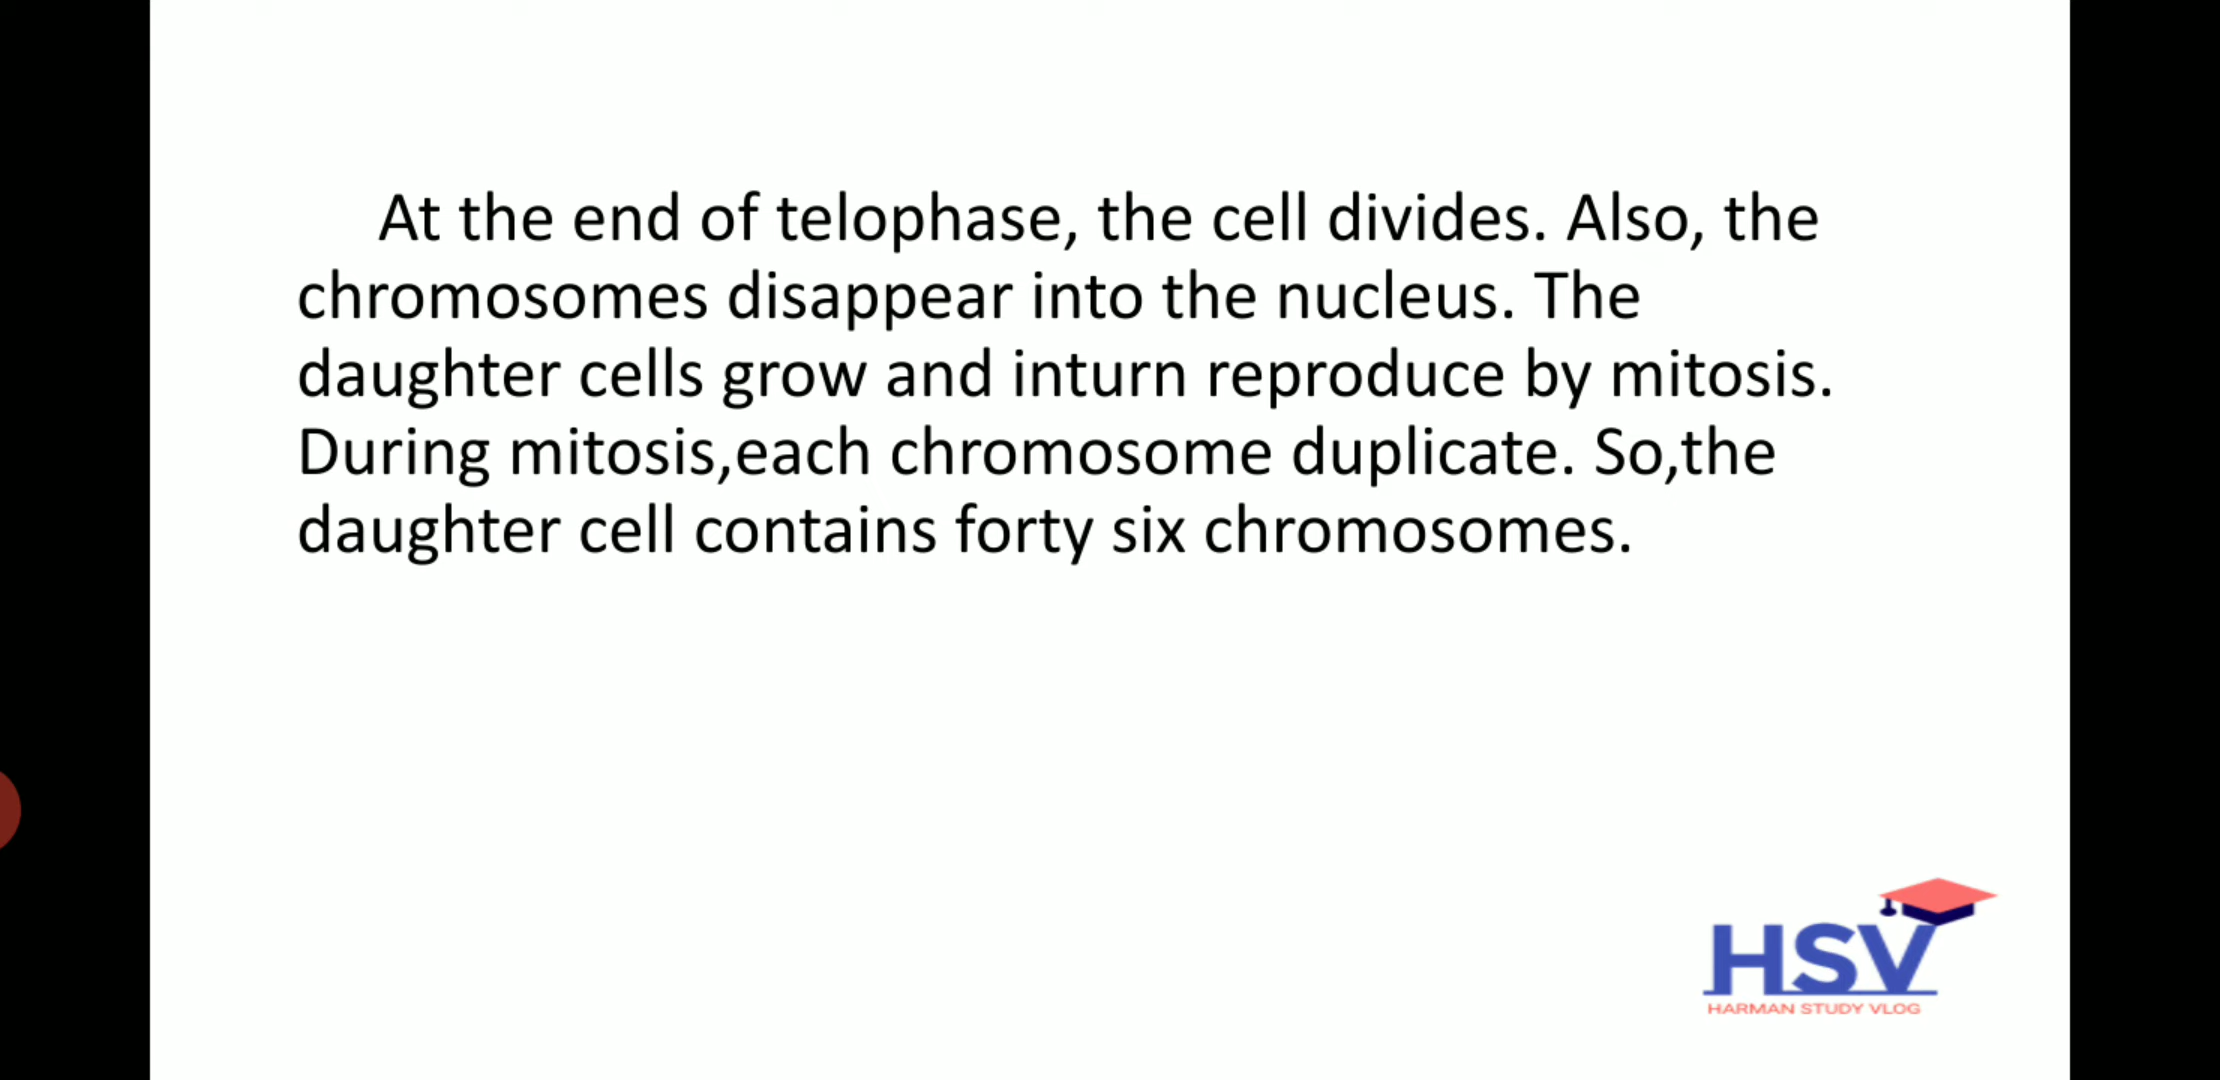 At the end of telophase, the cell divides. Also, the
chromosomes disappear into the nucleus. The
daughter cells grow and inturn reproduce by mitosis.
During mitosis,each chromosome duplicate. So,the
daughter cell contains forty six chromosomes.
HSV
HARMAN STUDY VLOG